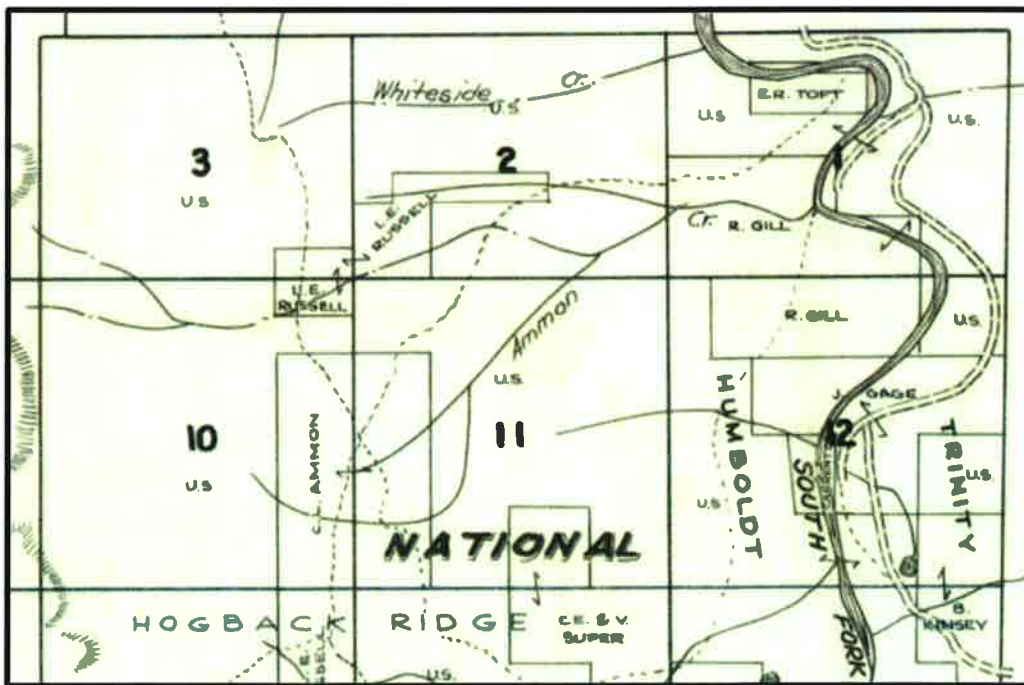 Whiteside Cr.
U.S
E.R. TOFT
U.S
U.S.
3
2
1
U.S
L.E.
RUSSELL
Cr.
R. GILL
L.E.
RUSSELL
R. GILL
U.S.
Ammon
U.S.
J. GAGE
HUMBOLDT
TRINITY
10
11
12
U.S
C. L. AMMON
U.S
SOUTH
U.S.
NATIONAL
HOGBACK RIDGE
C.E. & V.
SUPER
FORK
B.
KINSEY
E.
SSELL
U.S.